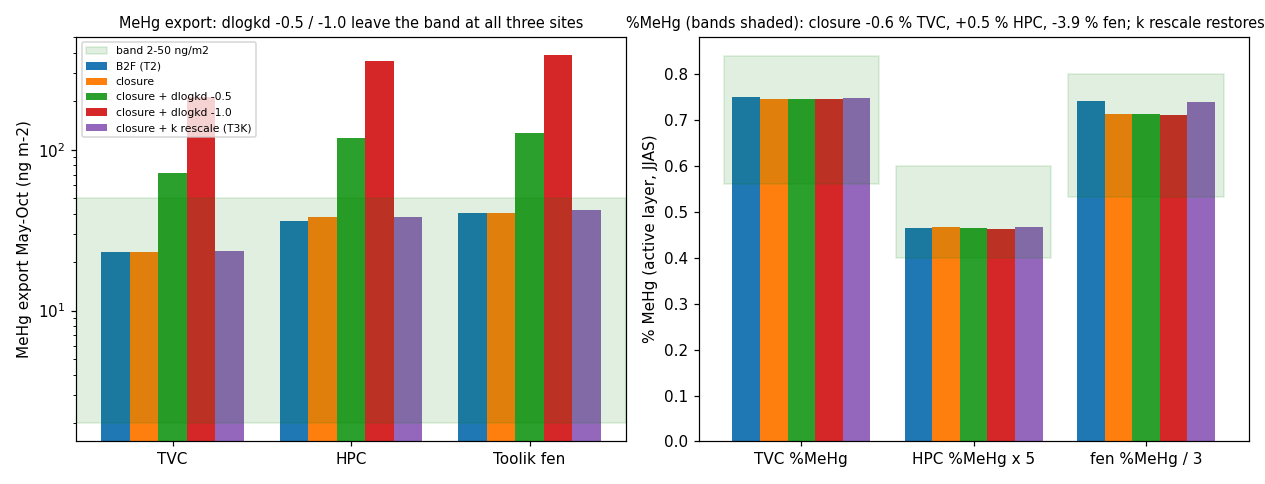 MeHg export: dlogkd -0.5 / -1.0 leave the band at all three sites
MeHg export May-Oct (ng m-2)
10²
10¹
band 2-50 ng/m2
B2F (T2)
closure
closure + dlogkd -0.5
closure + dlogkd -1.0
closure + k rescale (T3K)
TVC
HPC
Toolik fen
%MeHg (bands shaded): closure -0.6 % TVC, +0.5 % HPC, -3.9 % fen; k rescale restores
% MeHg (active layer, JJAS)
0.8
0.7
0.6
0.5
0.4
0.3
0.2
0.1
0.0
TVC %MeHg
HPC %MeHg x 5
fen %MeHg / 3